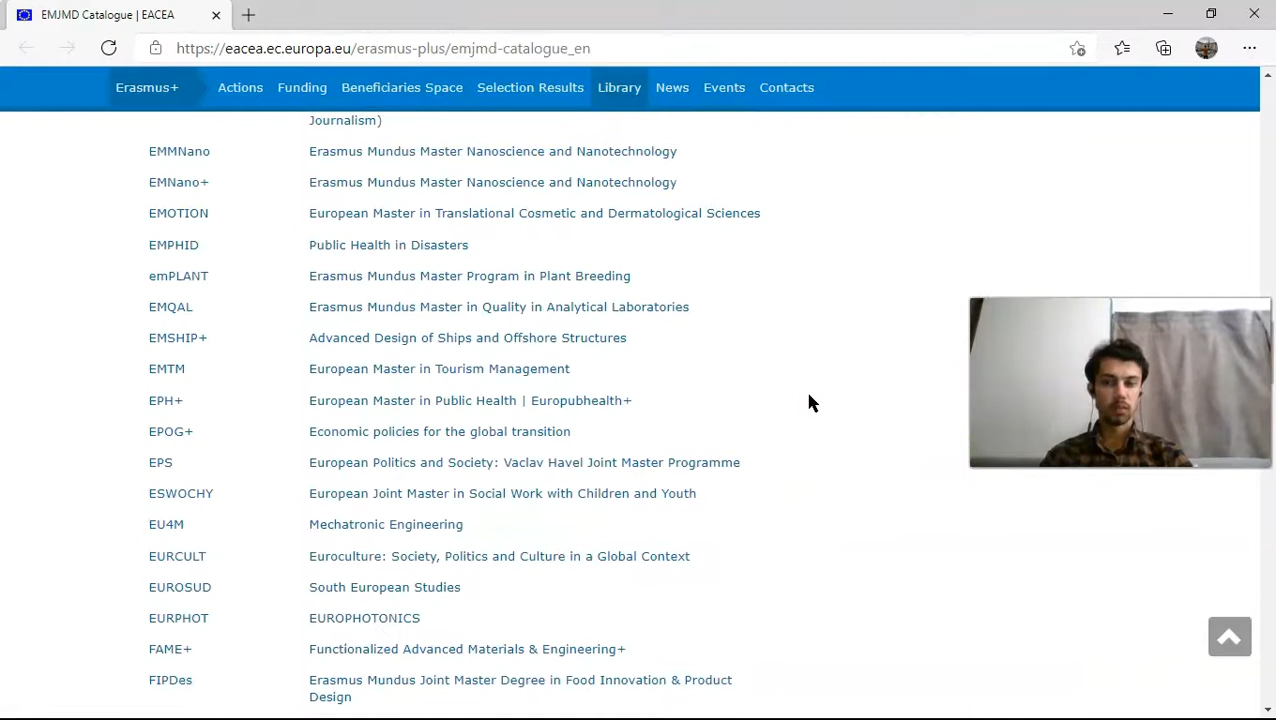 EMJMD Catalogue | EACEA
https://eacea.ec.europa.eu/erasmus-plus/emjmd-catalogue_en
Erasmus+ Actions Funding Beneficiaries Space Selection Results Library News Events Contacts
Journalism)
EMMNano Erasmus Mundus Master Nanoscience and Nanotechnology
EMNano+ Erasmus Mundus Master Nanoscience and Nanotechnology
EMOTION European Master in Translational Cosmetic and Dermatological Sciences
EMPHID Public Health in Disasters
emPLANT Erasmus Mundus Master Program in Plant Breeding
EMQAL Erasmus Mundus Master in Quality in Analytical Laboratories
EMSHIP+ Advanced Design of Ships and Offshore Structures
EMTM European Master in Tourism Management
EPH+ European Master in Public Health | Europubhealth+
EPOG+ Economic policies for the global transition
EPS European Politics and Society: Vaclav Havel Joint Master Programme
ESWOCHY European Joint Master in Social Work with Children and Youth
EU4M Mechatronic Engineering
EURCULT Euroculture: Society, Politics and Culture in a Global Context
EUROSUD South European Studies
EURPHOT EUROPHOTONICS
FAME+ Functionalized Advanced Materials & Engineering+
FIPDes Erasmus Mundus Joint Master Degree in Food Innovation & Product
Design